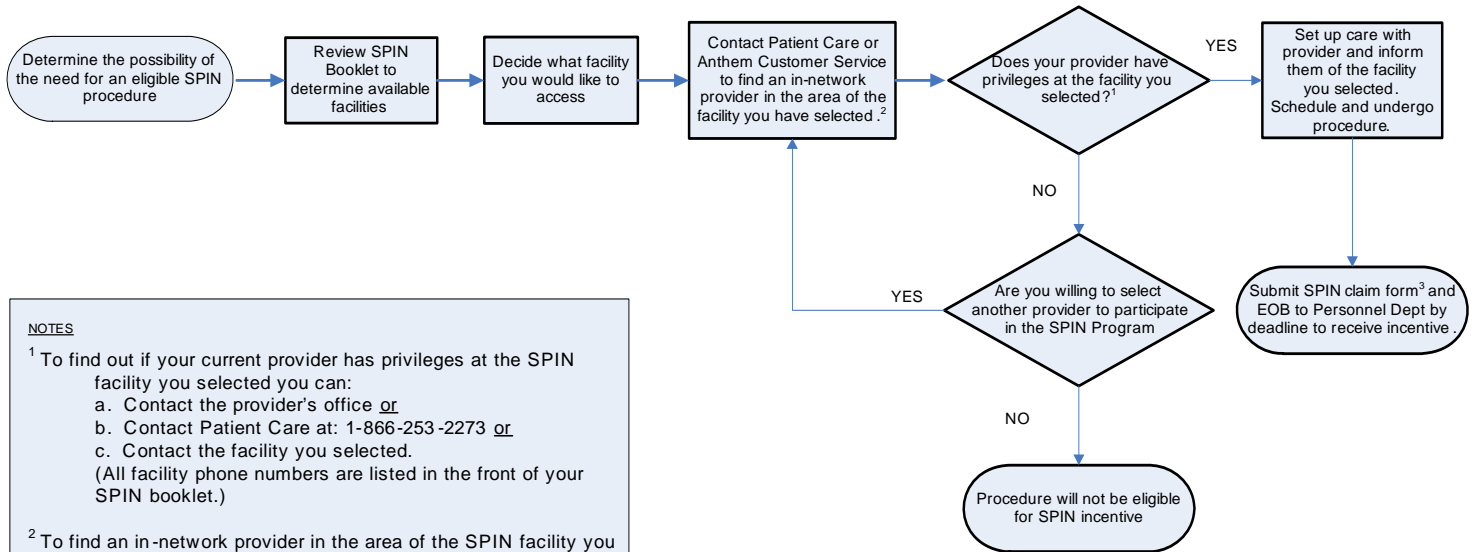 Determine the possibility of
the need for an eligible SPIN
procedure
Review SPIN
Booklet to
determine available
facilities
Decide what facility
you would like to
access
Contact Patient Care or
Anthem Customer Service
to find an in-network
provider in the area of the
facility you have selected.²
Does your provider have
privileges at the facility you
selected?¹
YES
Set up care with
provider and inform
them of the facility
you selected.
Schedule and undergo
procedure.
NO
Are you willing to select
another provider to participate
in the SPIN Program
YES
Submit SPIN claim form³ and
EOB to Personnel Dept by
deadline to receive incentive.
NO
Procedure will not be eligible
for SPIN incentive
NOTES
¹ To find out if your current provider has privileges at the SPIN
facility you selected you can:
a. Contact the provider's office or
b. Contact Patient Care at: 1-866-253-2273 or
c. Contact the facility you selected.
(All facility phone numbers are listed in the front of your
SPIN booklet.)
² To find an in-network provider in the area of the SPIN facility you